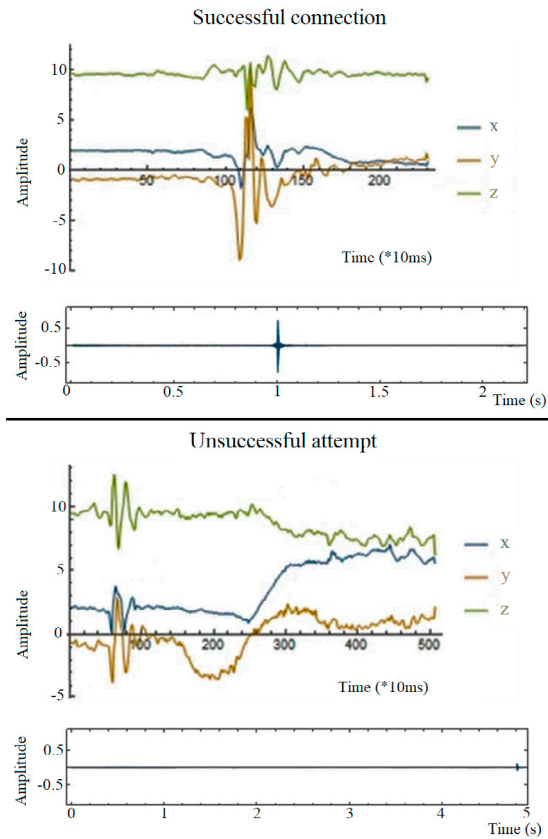 Successful connection
10
5
0
-5
-10
50
100
150
200
Amplitude
x
y
z
Time (*10ms)
0.5
-0.5
Amplitude
0
0.5
1
1.5
2
Time (s)
Unsuccessful attempt
10
5
0
-5
100
200
300
400
500
Amplitude
x
y
z
Time (*10ms)
0.5
-0.5
Amplitude
0
1
2
3
4
5
Time (s)